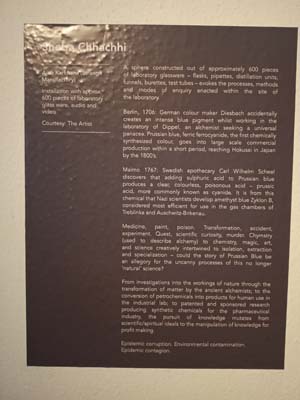 Sheba Chhachhi
Manufactory
Installation with approx.
600 pieces of laboratory
glass ware, audio and
video
Courtesy: The Artist
A sphere constructed out of approximately 600 pieces
of laboratory glassware – flasks, pipettes, distillation units,
funnels, burettes, test tubes – evokes the processes, methods
and modes of enquiry enacted within the site of
the laboratory.
Berlin, 1706: German colour maker Diesbach accidentally
creates an intense blue pigment whilst working in the
laboratory of Dippel, an alchemist seeking a universal
panacea. Prussian blue, ferric ferrocyanide, the first chemically
synthesized colour, goes into large scale commercial
production within a short period, reaching Hokusai in Japan
by the 1800's.
1767: Swedish apothecary Carl Wilhelm Scheel
discovers that adding sulphuric acid to Prussian blue
produces a clear, colourless, poisonous acid – prussic
acid, more commonly known as cyanide. It is from this
chemical that Nazi scientists develop amethyst blue Zyklon B,
considered most efficient for use in the gas chambers of
Treblinka and Auschwitz-Birkenau.
Medicine, paint, poison. Transformation, accident,
experiment. Quest, scientific curiosity, murder. Chymistry
(used to describe alchemy) to chemistry, magic, art,
and science creatively intertwined to isolation, extraction
and specialization – could the story of Prussian Blue be
an allegory for the uncanny processes of this no longer
'natural' science?
From investigations into the workings of nature through the
transformation of matter by the ancient alchemists; to the
conversion of petrochemicals into products for human use in
the industrial lab; to patented and sponsored research
producing synthetic chemicals for the pharmaceutical
industry, the pursuit of knowledge mutates from
scientific/spiritual ideals to the manipulation of knowledge for
profit making.
Epidemic corruption. Environmental contamination.
Epidemic contagion.